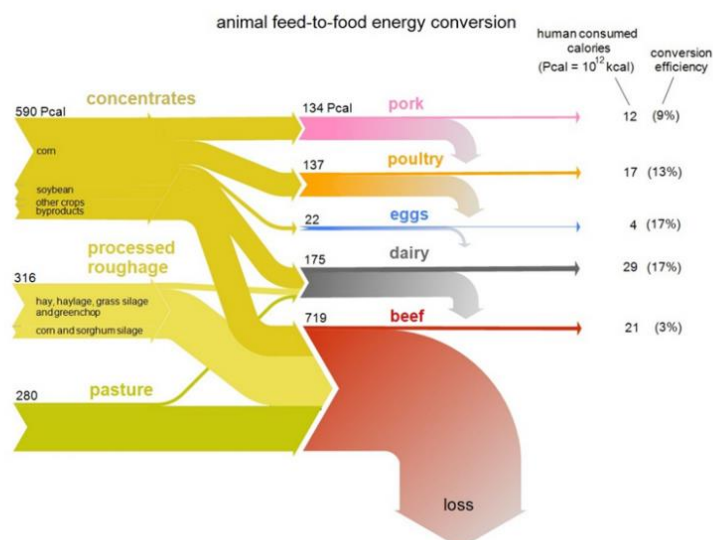 animal feed-to-food energy conversion
human consumed
calories
(Pcal = 10¹² kcal)
conversion
efficiency
590 Pcal
concentrates
corn
soybean
other crops
byproducts
316
processed
roughage
hay, haylage, grass silage
and greenchop
corn and sorghum silage
280
pasture
134 Pcal
pork
12 (9%)
137
poultry
17 (13%)
22
eggs
4 (17%)
175
dairy
29 (17%)
719
beef
21 (3%)
loss